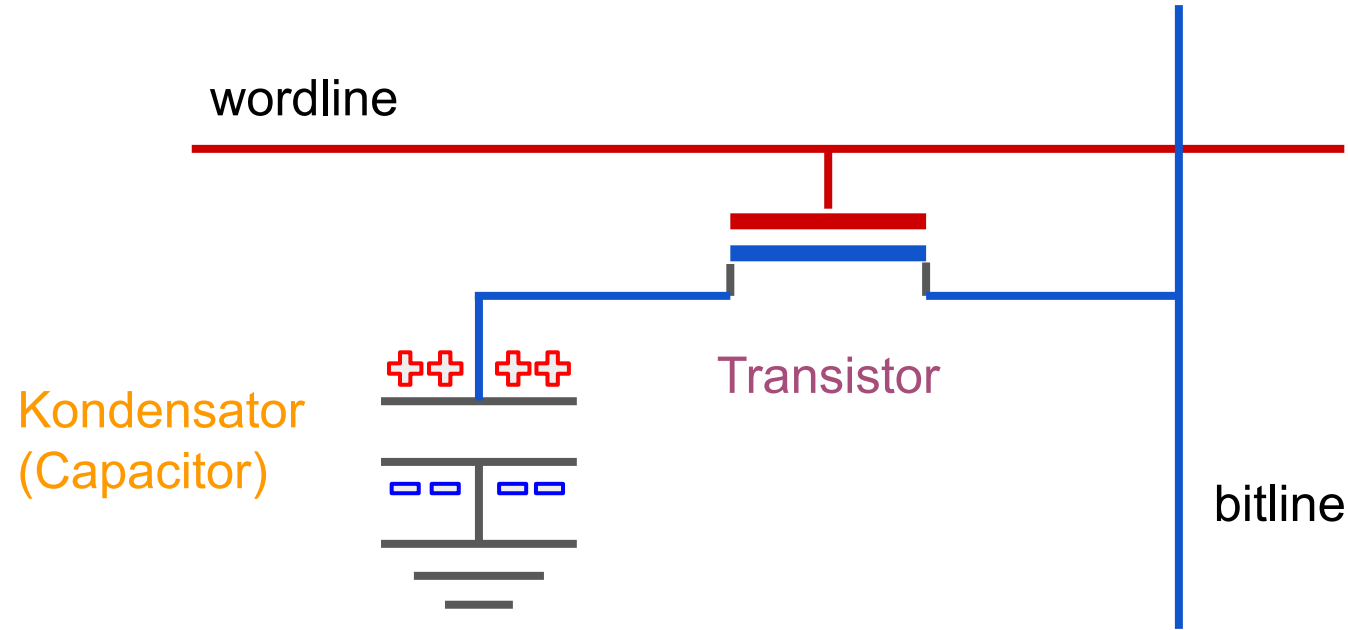 wordline
Transistor
Kondensator
(Capacitor)
bitline